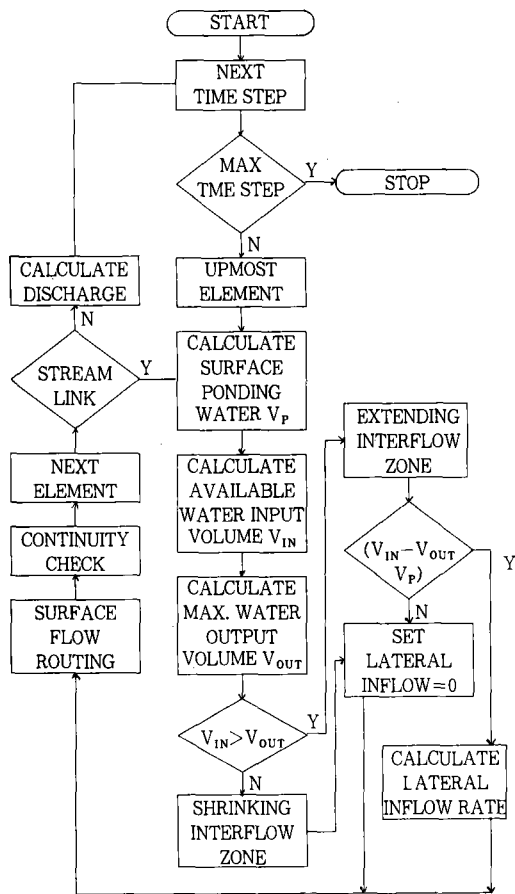 START
NEXT
TIME STEP
MAX
TME STEP
Y
STOP
N
UPMOST
ELEMENT
CALCULATE
DISCHARGE
N
STREAM
LINK
Y
CALCULATE
SURFACE
PONDING
WATER V_P
NEXT
ELEMENT
CONTINUITY
CHECK
SURFACE
FLOW
ROUTING
CALCULATE
AVAILABLE
WATER INPUT
VOLUME V_IN
CALCULATE
MAX. WATER
OUTPUT
VOLUME V_OUT
V_IN>V_OUT
Y
N
SHRINKING
INTERFLOW
ZONE
EXTENDING
INTERFLOW
ZONE
(V_IN−V_OUT
V_P)
Y
N
SET
LATERAL
INFLOW=0
CALCULATE
LATERAL
INFLOW RATE